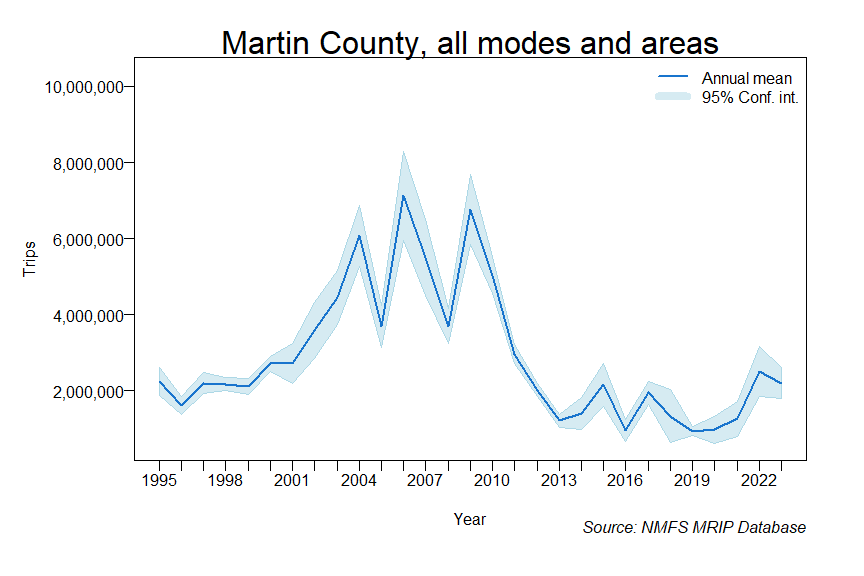 Martin County, all modes and areas
Annual mean
95% Conf. int.
10,000,000
8,000,000
6,000,000
4,000,000
2,000,000
Trips
1995 1998 2001 2004 2007 2010 2013 2016 2019 2022
Year
Source: NMFS MRIP Database